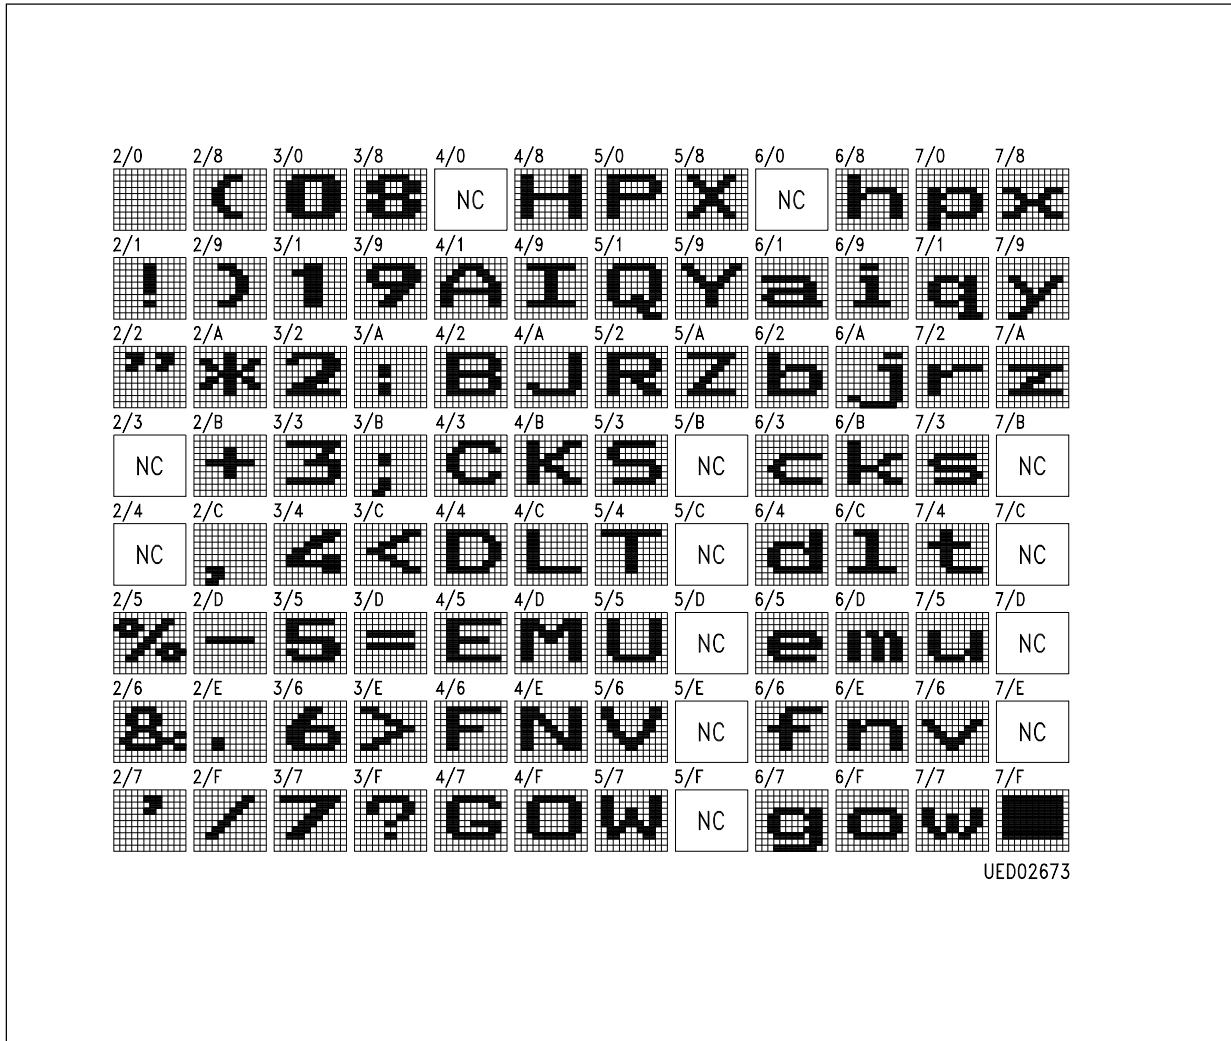 2/0 2/8 3/0 3/8 4/0 4/8 5/0 5/8 6/0 6/8 7/0 7/8
( 0 8 NC H P X NC h p x
2/1 2/9 3/1 3/9 4/1 4/9 5/1 5/9 6/1 6/9 7/1 7/9
! ) 1 9 A I Q Y a i q y
2/2 2/A 3/2 3/A 4/2 4/A 5/2 5/A 6/2 6/A 7/2 7/A
" * 2 : B J R Z b j r z
2/3 2/B 3/3 3/B 4/3 4/B 5/3 5/B 6/3 6/B 7/3 7/B
NC + 3 ; C K S NC c k s NC
2/4 2/C 3/4 3/C 4/4 4/C 5/4 5/C 6/4 6/C 7/4 7/C
NC , 4 < D L T NC d l t NC
2/5 2/D 3/5 3/D 4/5 4/D 5/5 5/D 6/5 6/D 7/5 7/D
% - 5 = E M U NC e m u NC
2/6 2/E 3/6 3/E 4/6 4/E 5/6 5/E 6/6 6/E 7/6 7/E
& . 6 > F N V NC f n v NC
2/7 2/F 3/7 3/F 4/7 4/F 5/7 5/F 6/7 6/F 7/7 7/F
' / 7 ? G O W NC g o w ■
UED02673